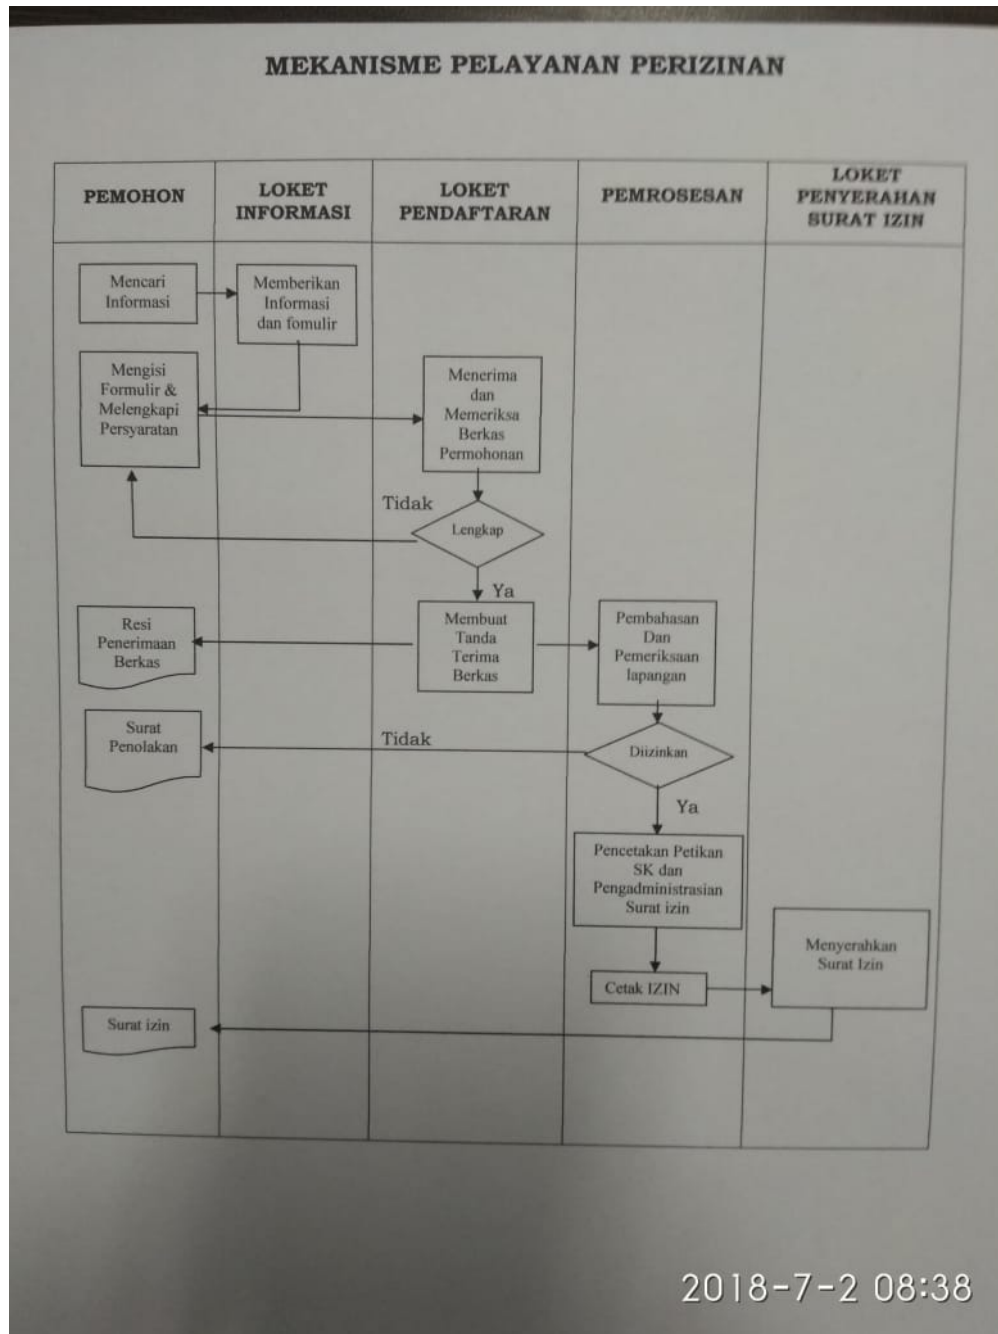 MEKANISME PELAYANAN PERIZINAN
PEMOHON
LOKET
INFORMASI
LOKET
PENDAFTARAN
PEMROSESAN
LOKET
PENYERAHAN
SURAT IZIN
Mencari
Informasi
Memberikan
Informasi
dan fomulir
Mengisi
Formulir &
Melengkapi
Persyaratan
Menerima
dan
Memeriksa
Berkas
Permohonan
Tidak
Lengkap
Ya
Resi
Penerimaan
Berkas
Membuat
Tanda
Terima
Berkas
Pembahasan
Dan
Pemeriksaan
lapangan
Surat
Penolakan
Tidak
Diizinkan
Ya
Pencetakan Petikan
SK dan
Pengadministrasian
Surat izin
Menyerahkan
Surat Izin
Cetak IZIN
Surat izin
2018-7-2 08:38